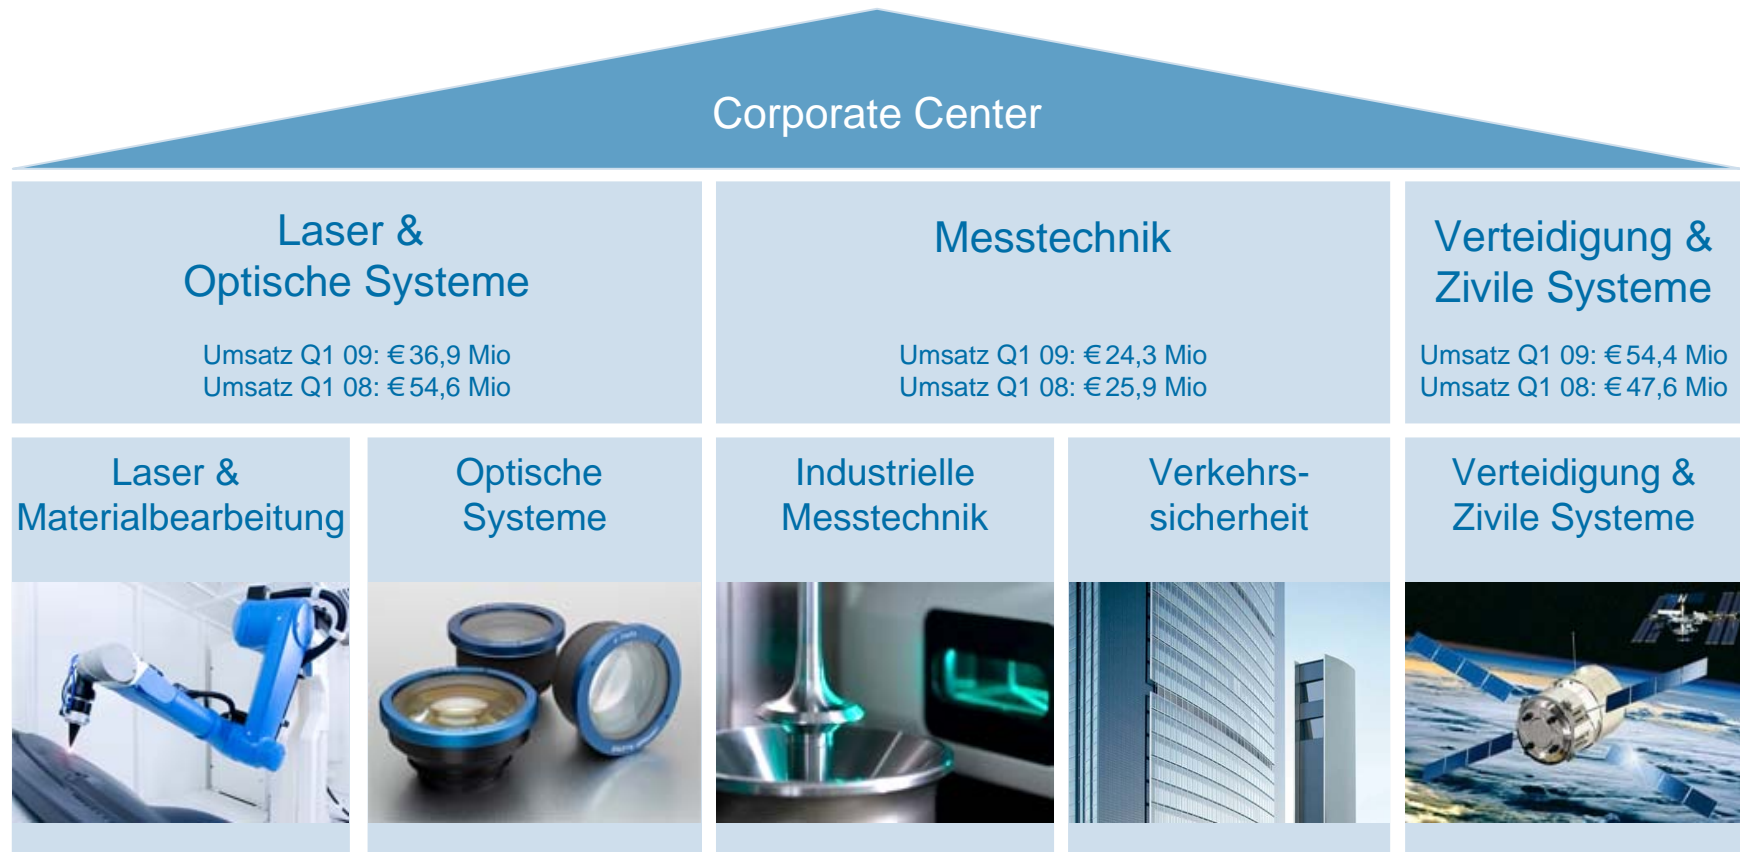 Corporate Center
Laser &
Optische Systeme
Umsatz Q1 09: € 36,9 Mio
Umsatz Q1 08: € 54,6 Mio
Messtechnik
Umsatz Q1 09: € 24,3 Mio
Umsatz Q1 08: € 25,9 Mio
Verteidigung &
Zivile Systeme
Umsatz Q1 09: € 54,4 Mio
Umsatz Q1 08: € 47,6 Mio
Laser &
Materialbearbeitung
Optische
Systeme
Industrielle
Messtechnik
Verkehrs-
sicherheit
Verteidigung &
Zivile Systeme